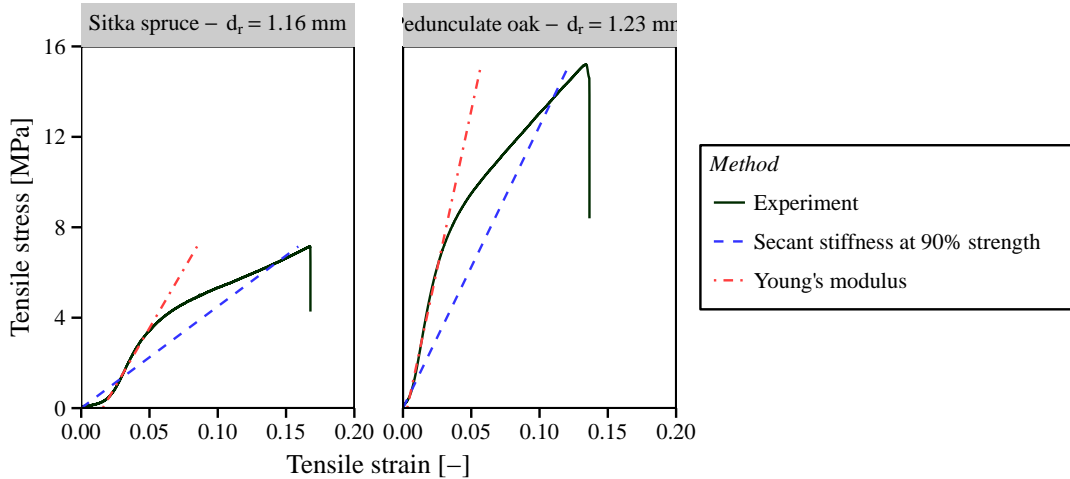 Sitka spruce − dr = 1.16 mm
Pedunculate oak − dr = 1.23 mm
16
12
8
4
0
Tensile stress [MPa]
0.00 0.05 0.10 0.15 0.20
0.00 0.05 0.10 0.15 0.20
Tensile strain [−]
Method
Experiment
Secant stiffness at 90% strength
Young's modulus